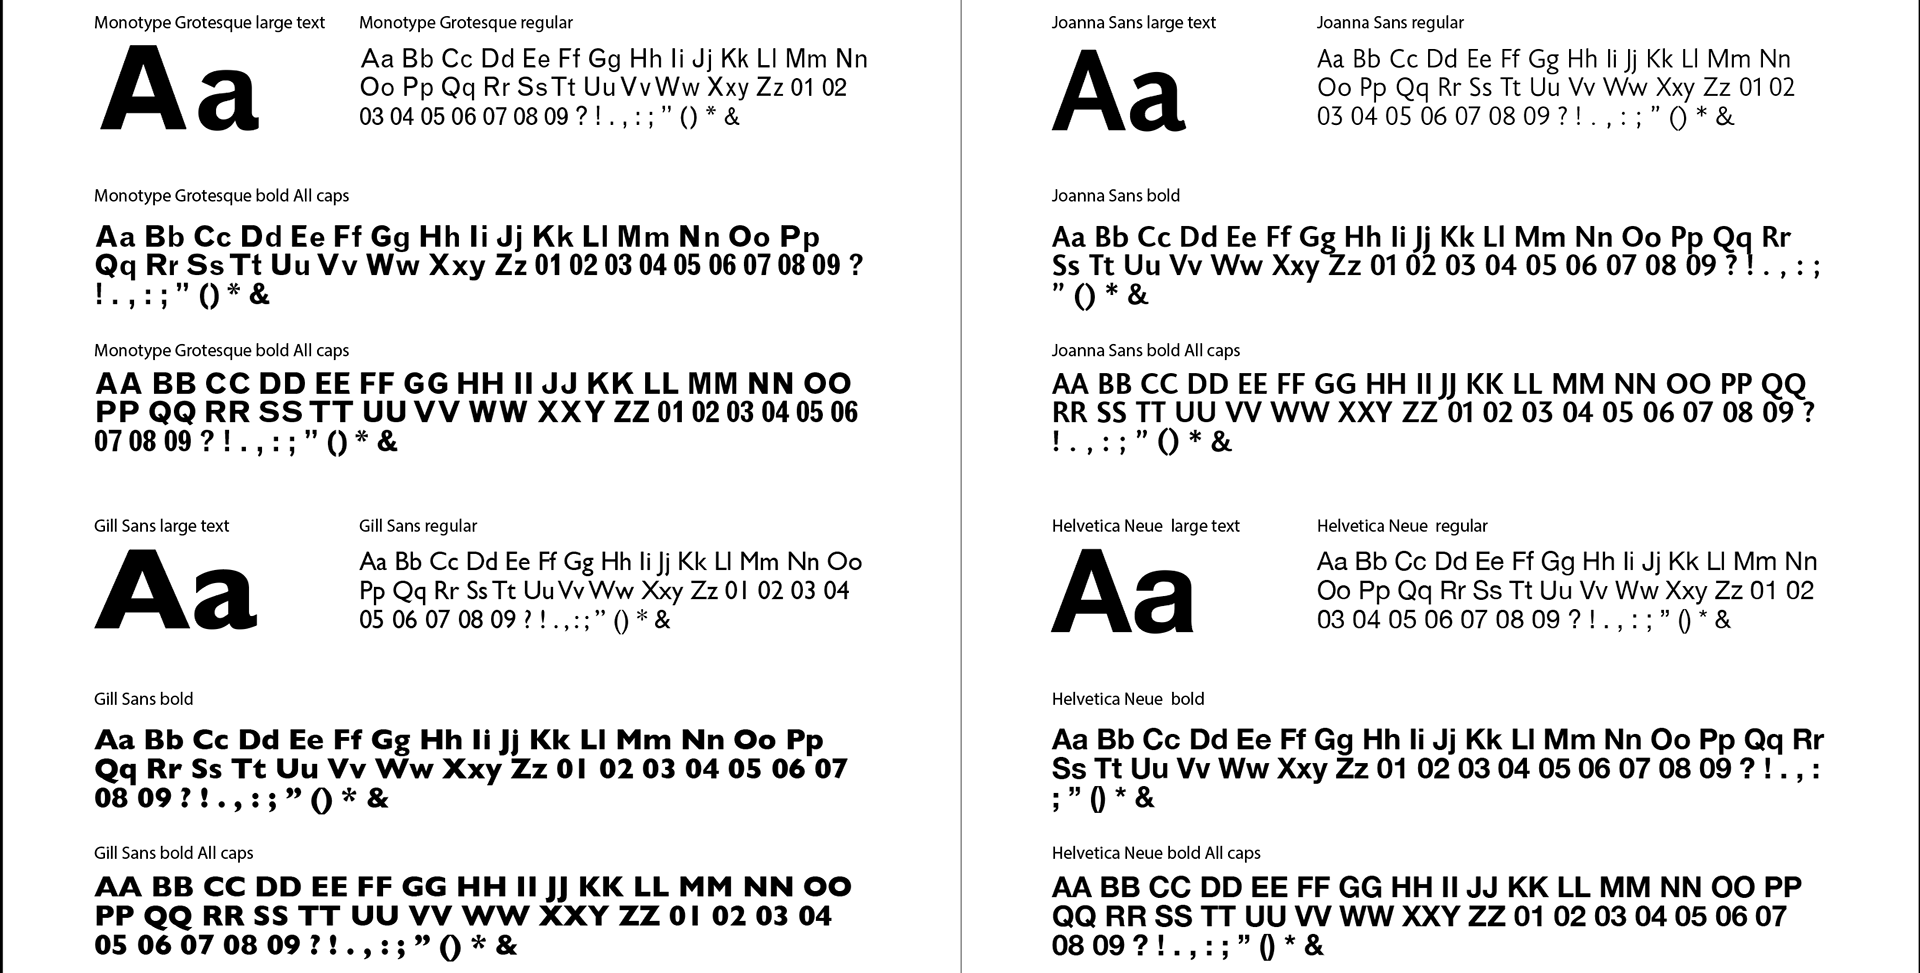 Monotype Grotesque large text
Aa
Monotype Grotesque regular
Aa Bb Cc Dd Ee Ff Gg Hh Ii Jj Kk Ll Mm Nn
Oo Pp Qq Rr Ss Tt Uu Vv Ww Xxy Zz 01 02
03 04 05 06 07 08 09 ? ! . , : ; ” () * &
Monotype Grotesque bold All caps
Aa Bb Cc Dd Ee Ff Gg Hh Ii Jj Kk Ll Mm Nn Oo Pp
Qq Rr Ss Tt Uu Vv Ww Xxy Zz 01 02 03 04 05 06 07 08 09 ?
! . , : ; ” () * &
Monotype Grotesque bold All caps
AA BB CC DD EE FF GG HH II JJ KK LL MM NN OO
PP QQ RR SS TT UU VV WW XXY ZZ 01 02 03 04 05 06
07 08 09 ? ! . , : ; ” () * &
Gill Sans large text
Aa
Gill Sans regular
Aa Bb Cc Dd Ee Ff Gg Hh Ii Jj Kk Ll Mm Nn Oo
Pp Qq Rr Ss Tt Uu Vv Ww Xxy Zz 01 02 03 04
05 06 07 08 09 ? ! . , : ; ” () * &
Gill Sans bold
Aa Bb Cc Dd Ee Ff Gg Hh Ii Jj Kk Ll Mm Nn Oo Pp
Qq Rr Ss Tt Uu Vv Ww Xxy Zz 01 02 03 04 05 06 07
08 09 ? ! . , : ; ” () * &
Gill Sans bold All caps
AA BB CC DD EE FF GG HH II JJ KK LL MM NN OO
PP QQ RR SS TT UU VV WW XXY ZZ 01 02 03 04
05 06 07 08 09 ? ! . , : ; ” () * &
Joanna Sans large text
Aa
Joanna Sans regular
Aa Bb Cc Dd Ee Ff Gg Hh Ii Jj Kk Ll Mm Nn
Oo Pp Qq Rr Ss Tt Uu Vv Ww Xxy Zz 01 02
03 04 05 06 07 08 09 ? ! . , : ; ” () * &
Joanna Sans bold
Aa Bb Cc Dd Ee Ff Gg Hh Ii Jj Kk Ll Mm Nn Oo Pp Qq Rr
Ss Tt Uu Vv Ww Xxy Zz 01 02 03 04 05 06 07 08 09 ? ! . , : ;
” () * &
Joanna Sans bold All caps
AA BB CC DD EE FF GG HH II JJ KK LL MM NN OO PP QQ
RR SS TT UU VV WW XXY ZZ 01 02 03 04 05 06 07 08 09 ?
! . , : ; ” () * &
Helvetica Neue  large text
Aa
Helvetica Neue  regular
Aa Bb Cc Dd Ee Ff Gg Hh Ii Jj Kk Ll Mm Nn
Oo Pp Qq Rr Ss Tt Uu Vv Ww Xxy Zz 01 02
03 04 05 06 07 08 09 ? ! . , : ; ” () * &
Helvetica Neue  bold
Aa Bb Cc Dd Ee Ff Gg Hh Ii Jj Kk Ll Mm Nn Oo Pp Qq Rr
Ss Tt Uu Vv Ww Xxy Zz 01 02 03 04 05 06 07 08 09 ? ! . , :
; ” () * &
Helvetica Neue bold All caps
AA BB CC DD EE FF GG HH II JJ KK LL MM NN OO PP
QQ RR SS TT UU VV WW XXY ZZ 01 02 03 04 05 06 07
08 09 ? ! . , : ; ” () * &